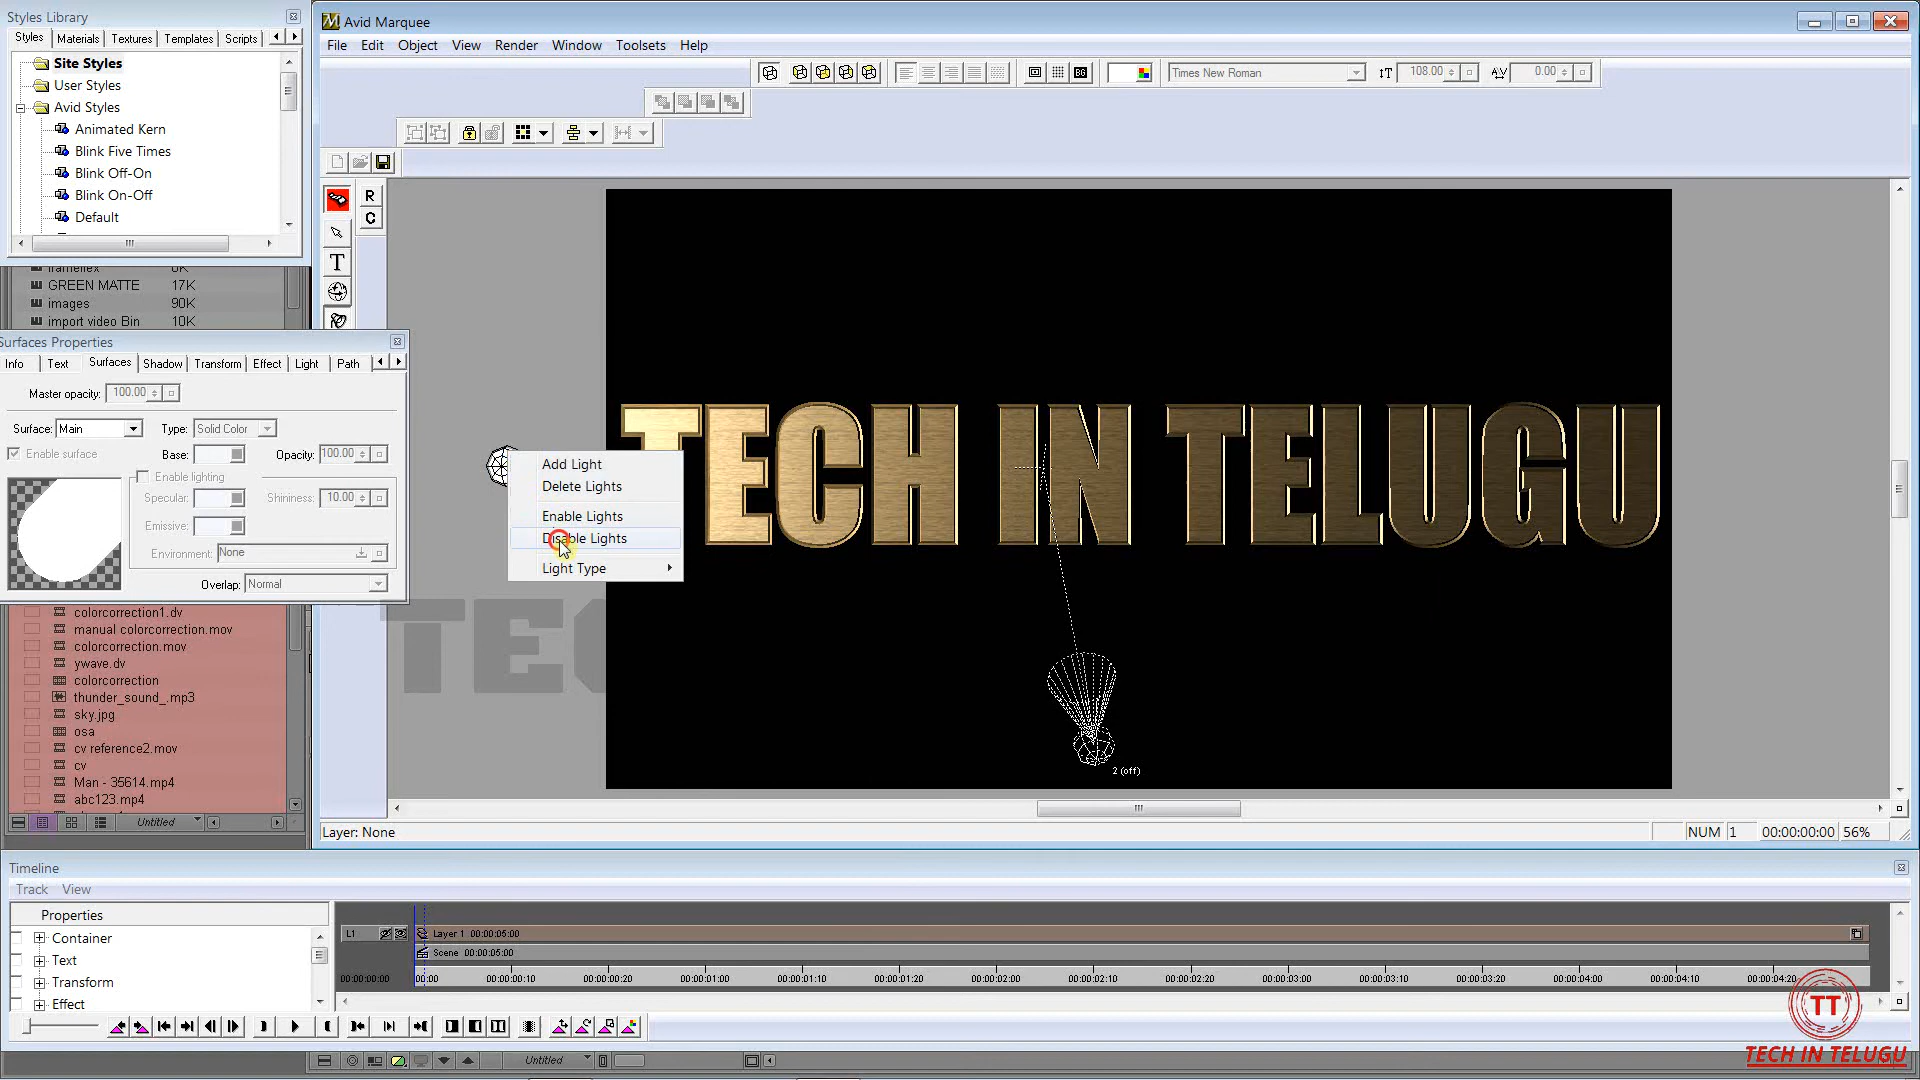 Styles Library
Styles Materials Textures Templates Scripts
Site Styles
User Styles
Avid Styles
Animated Kern
Blink Five Times
Blink Off-On
Blink On-Off
Default
frameflex 0K
GREEN MATTE 17K
images 90K
import video Bin 10K
Surfaces Properties
Info Text Surfaces Shadow Transform Effect Light Path
Master opacity: 100.00
Surface: Main Type: Solid Color
Enable surface Base: Opacity: 100.00
Enable lighting
Specular: Shininess: 10.00
Emissive:
Environment: None
Overlap: Normal
colorcorrection1.dv
manual colorcorrection.mov
colorcorrection.mov
ywave.dv
colorcorrection
thunder_sound_.mp3
sky.jpg
osa
cv reference2.mov
cv
Man - 35614.mp4
abc123.mp4
Untitled
Avid Marquee
File Edit Object View Render Window Toolsets Help
Times New Roman 108.00 AV 0.00
R
C
T
TECH IN TELUGU
Add Light
Delete Lights
Enable Lights
Disable Lights
Light Type
TEC
2 (off)
Layer: None NUM 1 00:00:00:00 56%
Timeline
Track View
Properties
Container
Text
Transform
Effect
L1 Layer 1 00:00:05:00
Scene 00:00:05:00
00:00:00:00 00:00 00:00:00:10 00:00:00:20 00:00:01:00 00:00:01:10 00:00:01:20 00:00:02:00 00:00:02:10 00:00:02:20 00:00:03:00 00:00:03:10 00:00:03:20 00:00:04:00 00:00:04:10 00:00:04:20
Untitled
TT
TECH IN TELUGU